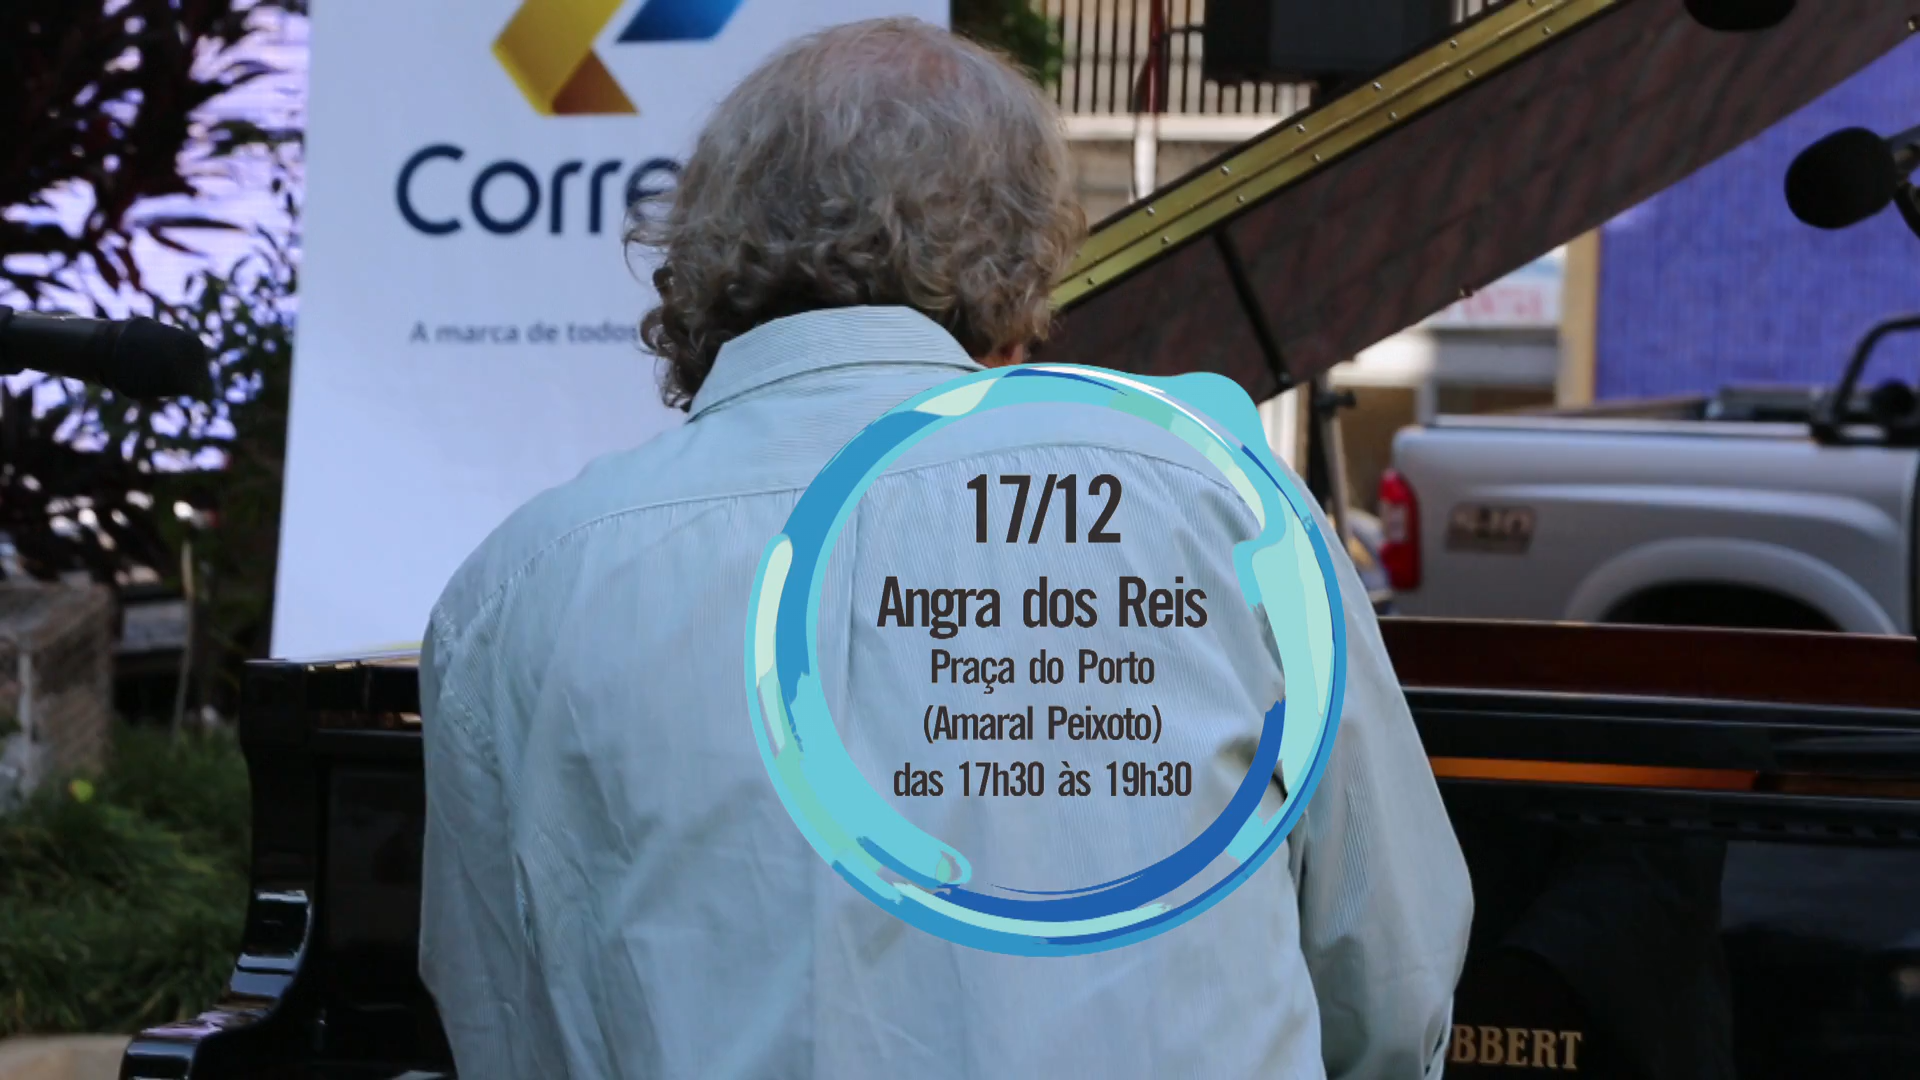 Corre
A marca de todos
17/12
Angra dos Reis
Praça do Porto
(Amaral Peixoto)
das 17h30 às 19h30
S-10
BBERT